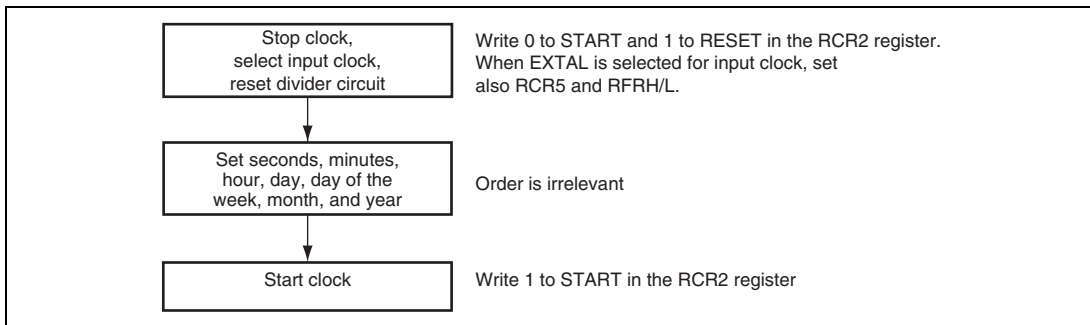 Stop clock,
select input clock,
reset divider circuit
Write 0 to START and 1 to RESET in the RCR2 register.
When EXTAL is selected for input clock, set
also RCR5 and RFRH/L.
Set seconds, minutes,
hour, day, day of the
week, month, and year
Order is irrelevant
Start clock
Write 1 to START in the RCR2 register